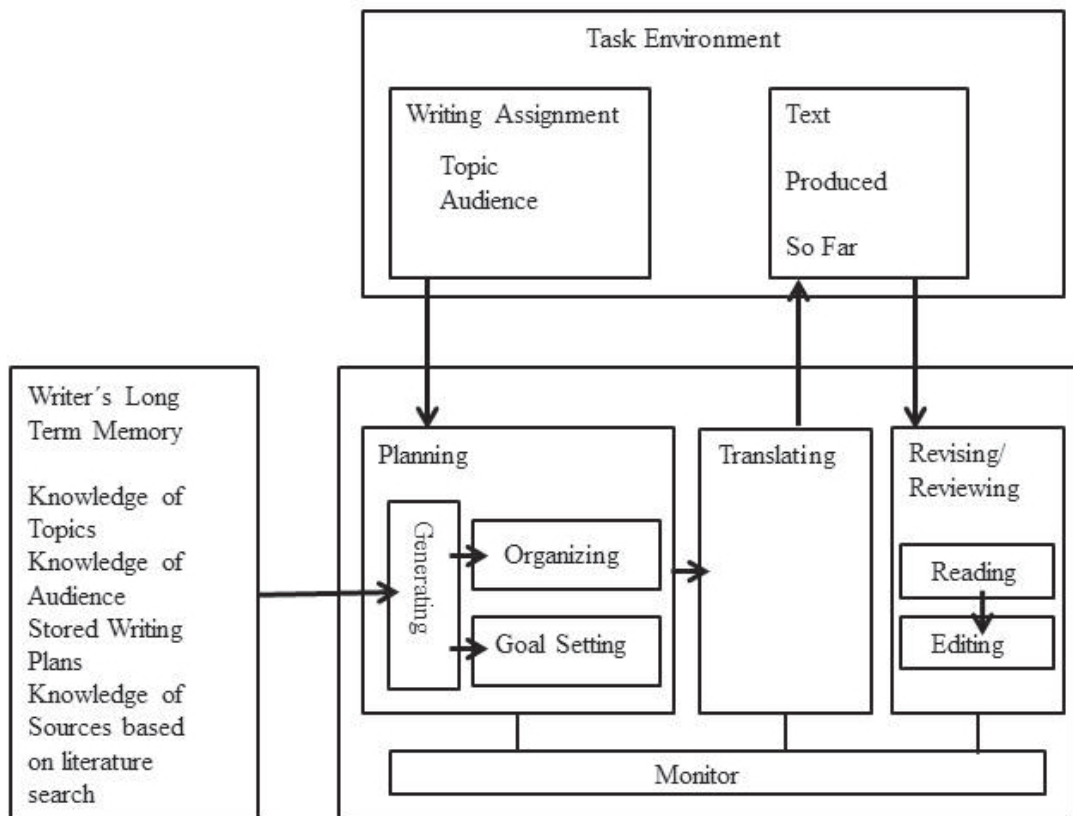 Task Environment
Writing Assignment
Topic
Audience
Text
Produced
So Far
Writer´s Long
Term Memory
Knowledge of
Topics
Knowledge of
Audience
Stored Writing
Plans
Knowledge of
Sources based
on literature
search
Planning
Generating
Organizing
Goal Setting
Translating
Revising/
Reviewing
Reading
Editing
Monitor